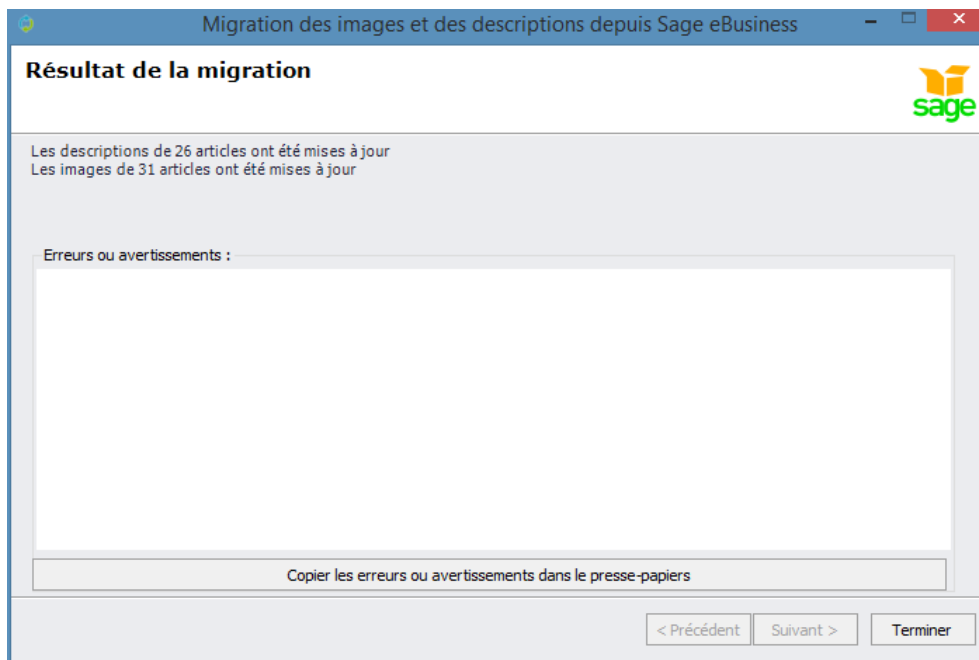 Migration des images et des descriptions depuis Sage eBusiness
Résultat de la migration
sage
Les descriptions de 26 articles ont été mises à jour
Les images de 31 articles ont été mises à jour
Erreurs ou avertissements :
Copier les erreurs ou avertissements dans le presse-papiers
< Précédent
Suivant >
Terminer